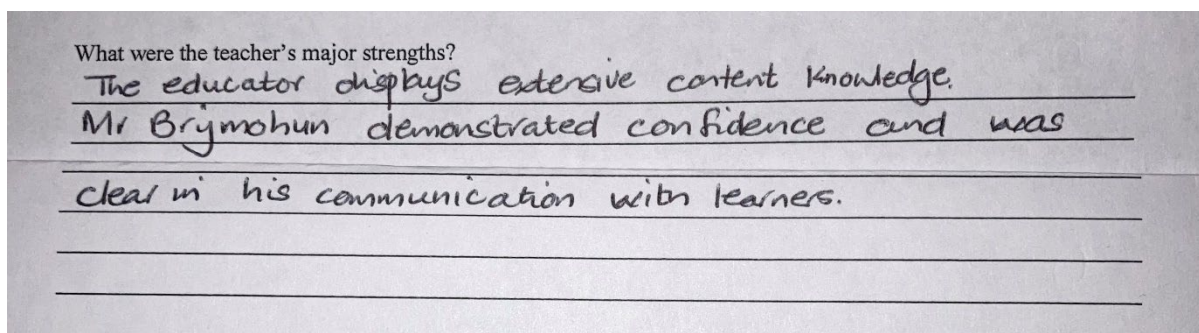 What were the teacher's major strengths?
The educator displays extensive content knowledge.
Mr Brymohun demonstrated confidence and was
clear in his communication with learners.